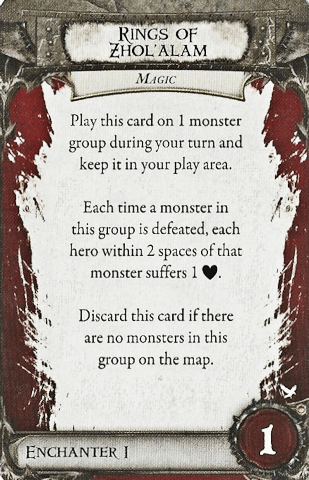 Rings of
Zhol'alam
Magic
Play this card on 1 monster
group during your turn and
keep it in your play area.
Each time a monster in
this group is defeated, each
hero within 2 spaces of that
monster suffers 1 ♥.
Discard this card if there
are no monsters in this
group on the map.
Enchanter I
1